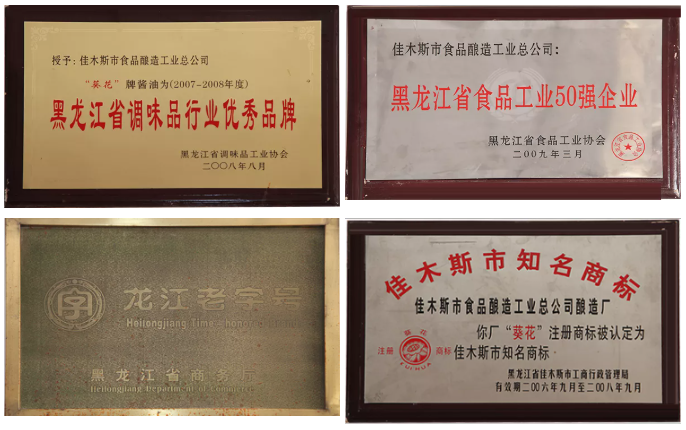 授予：佳木斯市食品酿造工业总公司
“葵花”牌酱油为(2007-2008年度)
黑龙江省调味品行业优秀品牌
黑龙江省调味品工业协会
二〇〇八年八月
佳木斯市食品酿造工业总公司：
黑龙江省食品工业50强企业
黑龙江省食品工业协会
二〇〇九年三月
龙江老字号
Heilongjiang Time-honored
黑龙江省商务厅
Heilongjiang Department of Commerce
佳木斯市知名商标
佳木斯市食品酿造工业总公司酿造厂
你厂“葵花”注册商标被认定为
佳木斯市知名商标
葵花
注册 商标
KUIHUA
黑龙江省佳木斯市工商行政管理局
有效期二〇〇六年九月至二〇〇八年九月